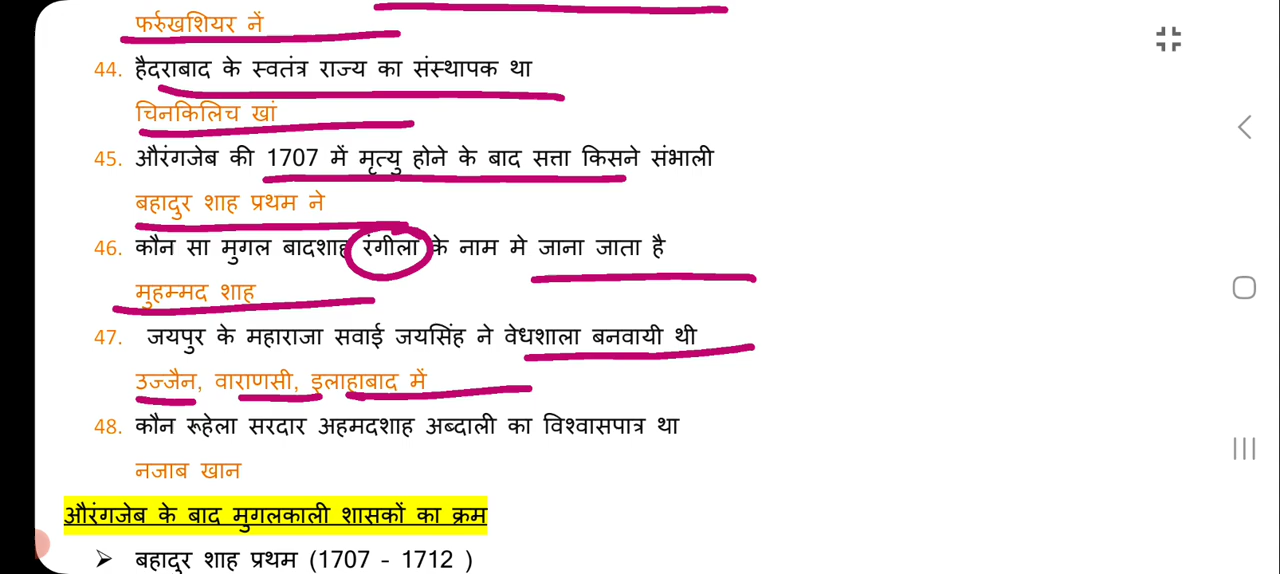 फर्रुखशियर नें
44. हैदराबाद के स्वतंत्र राज्य का संस्थापक था
चिनकिलिच खां
45. औरंगजेब की 1707 में मृत्यु होने के बाद सत्ता किसने संभाली
बहादुर शाह प्रथम ने
46. कौन सा मुगल बादशाह रंगीला के नाम मे जाना जाता है
मुहम्मद शाह
47. जयपुर के महाराजा सवाई जयसिंह ने वेधशाला बनवायी थी
उज्जैन, वाराणसी, इलाहाबाद में
48. कौन रूहेला सरदार अहमदशाह अब्दाली का विश्वासपात्र था
नजाब खान
औरंगजेब के बाद मुगलकाली शासकों का क्रम
➢ बहादुर शाह प्रथम (1707 - 1712 )